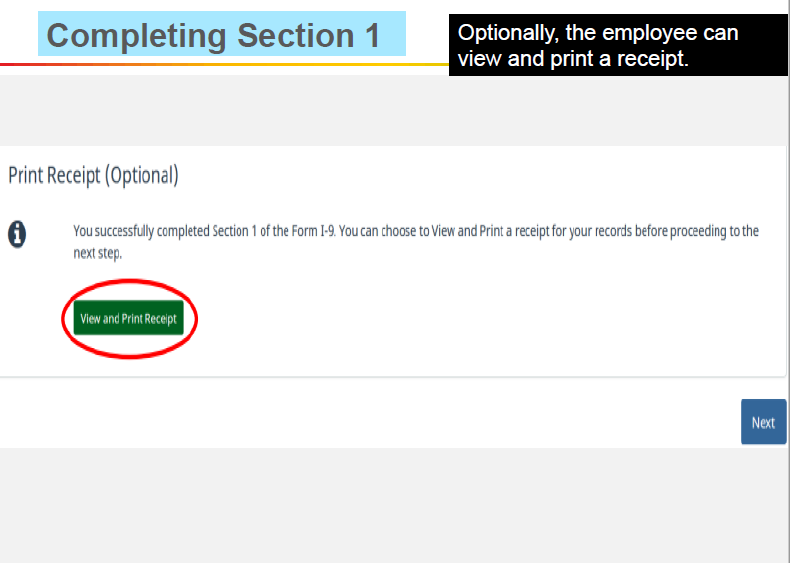 Completing Section 1
Optionally, the employee can
view and print a receipt.
Print Receipt (Optional)
You successfully completed Section 1 of the Form I-9. You can choose to View and Print a receipt for your records before proceeding to the
next step.
View and Print Receipt
Next